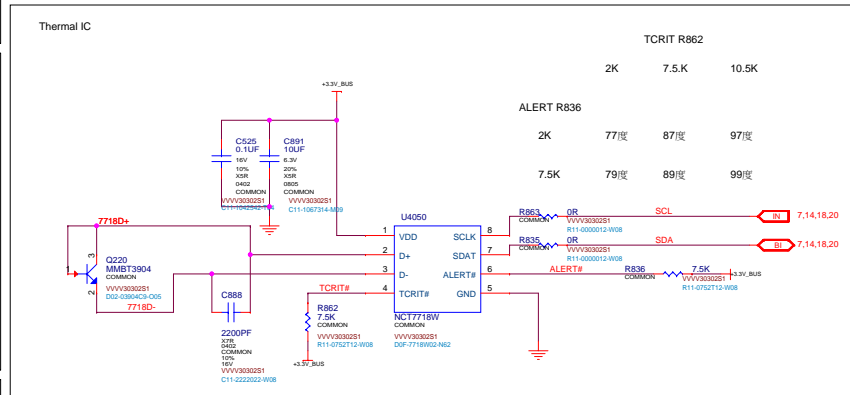 Thermal IC
TCRIT R862
2K 7.5.K 10.5K
ALERT R836
2K 77度 87度 97度
7.5K 79度 89度 99度
+3.3V_BUS
C525
0.1UF
16V
10%
X5R
0402
COMMON
VVVV30302S1
C891
10UF
6.3V
20%
X5R
0805
COMMON
VVVV30302S1
C11-1067314-M09
7718D+
3
1
2
Q220
MMBT3904
COMMON
VVVV30302S1
D02-03904C9-O05
7718D-
C888
2200PF
X7R
0402
COMMON
10%
16V
VVVV30302S1
C11-2222022-W08
TCRIT#
R862
7.5K
COMMON
VVVV30302S1
R11-0752T12-W08
+3.3V_BUS
U4050
1 VDD SCLK 8
2 D+ SDAT 7
3 D- ALERT# 6
4 TCRIT# GND 5
NCT7718W
COMMON
VVVV30302S1
D0F-7718W02-N62
R863 0R SCL IN 7,14,18,20
COMMON VVVV30302S1
R11-0000012-W08
R835 0R SDA BI 7,14,18,20
COMMON VVVV30302S1
R11-0000012-W08
ALERT# R836 7.5K +3.3V_BUS
COMMON VVVV30302S1
R11-0752T12-W08